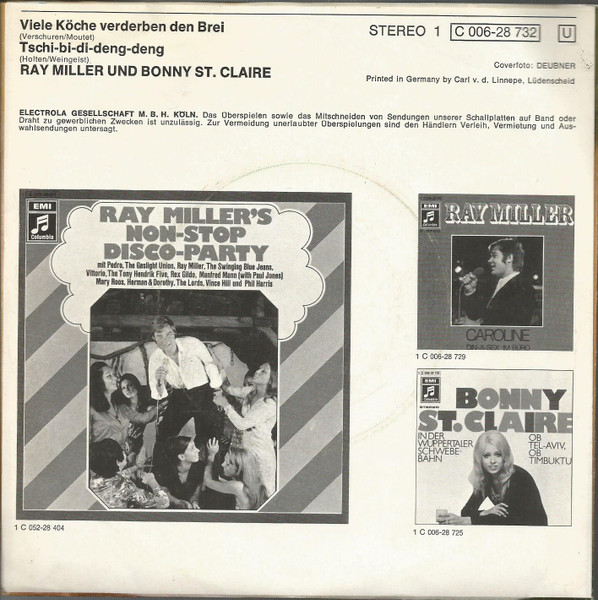 Viele Köche verderben den Brei
(Verschuren/Moutet)
Tschi-bi-di-deng-deng
(Holten/Weingeist)
RAY MILLER UND BONNY ST. CLAIRE
STEREO 1 C 006-28 732 U
Coverfoto: DEUBNER
Printed in Germany by Carl v. d. Linnepe, Lüdenscheid
ELECTROLA GESELLSCHAFT M. B. H. KÖLN. Das Überspielen sowie das Mitschneiden von Sendungen unserer Schallplatten auf Band oder
Draht zu gewerblichen Zwecken ist unzulässig. Zur Vermeidung unerlaubter Überspielungen sind den Händlern Verleih, Vermietung und Aus-
wahlsendungen untersagt.
EMI
Columbia
RAY MILLER'S
NON-STOP
DISCO-PARTY
mit Pedro, The Gaslight Union, Ray Miller, The Swinging Blue Jeans,
Vittorio, The Tony Hendrik Five, Rex Gildo, Manfred Mann (with Paul Jones)
Mary Roos, Herman & Dorothy, The Lords, Vince Hill und Phil Harris
1 C 052-28 404
EMI
RAY MILLER
CAROLINE
DIN-A-SEX IM BÜRO
1 C 006-28 729
EMI
STEREO
BONNY
ST. CLAIRE
IN DER
WUPPERTALER
SCHWEBE-
BAHN
OB
TEL-AVIV,
OB
TIMBUKTU
1 C 006-28 725